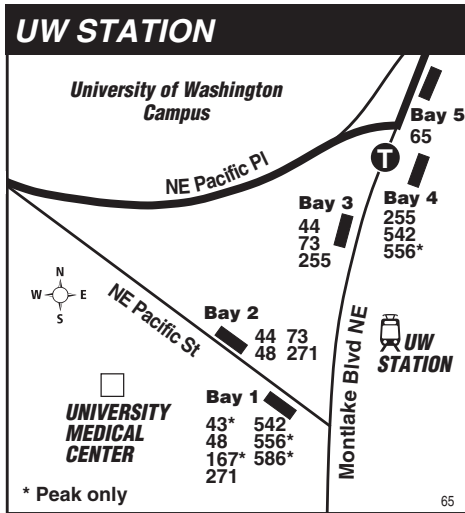 UW STATION
University of Washington
Campus
Bay 5
65
T
NE Pacific Pl
Bay 3
44
73
255
Bay 4
255
542
556*
N
W E
S
NE Pacific St
Bay 2
44 73
48 271
Montlake Blvd NE
UW
STATION
Bay 1
43* 542
48 556*
167* 586*
271
UNIVERSITY
MEDICAL
CENTER
* Peak only
65